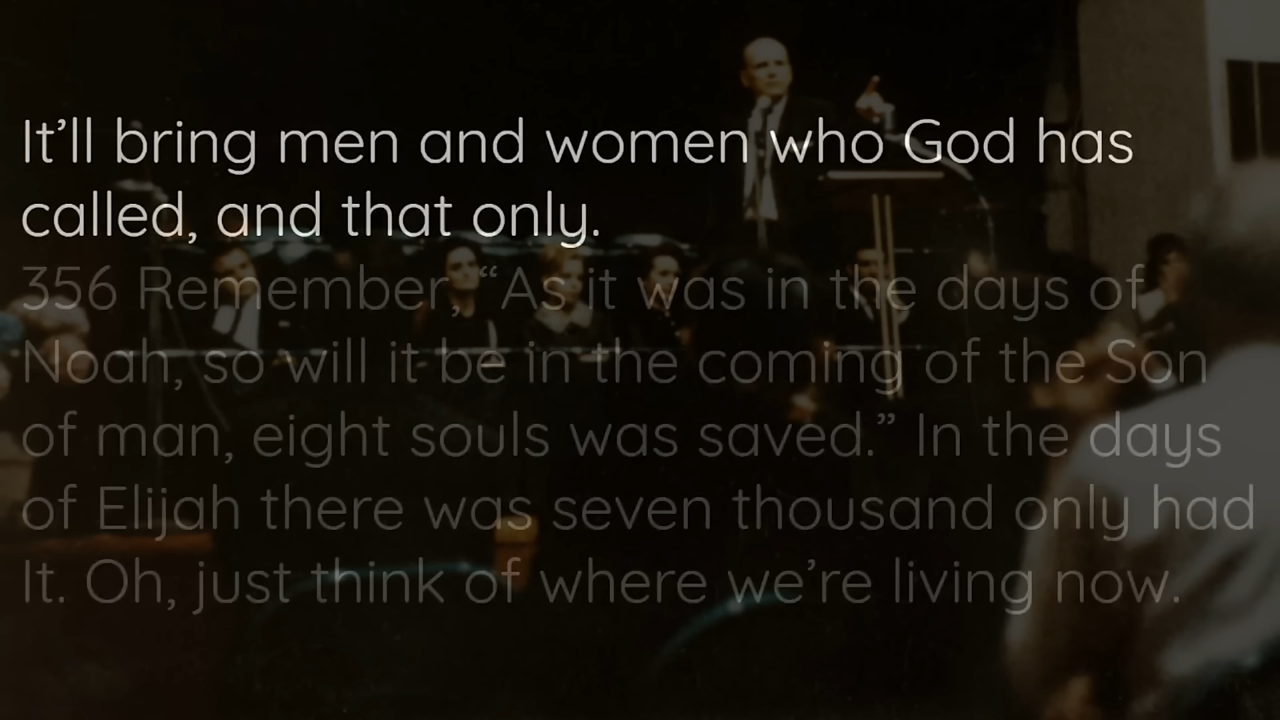 It’ll bring men and women who God has
called, and that only.
356 Remember, “As it was in the days of
Noah, so will it be in the coming of the Son
of man, eight souls was saved.” In the days
of Elijah there was seven thousand only had
It. Oh, just think of where we’re living now.